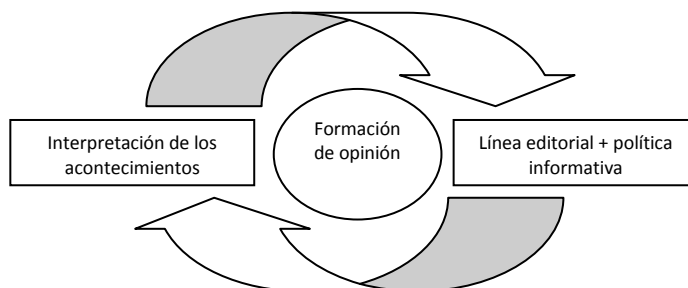 Interpretación de los
acontecimientos
Formación
de opinión
Línea editorial + política
informativa